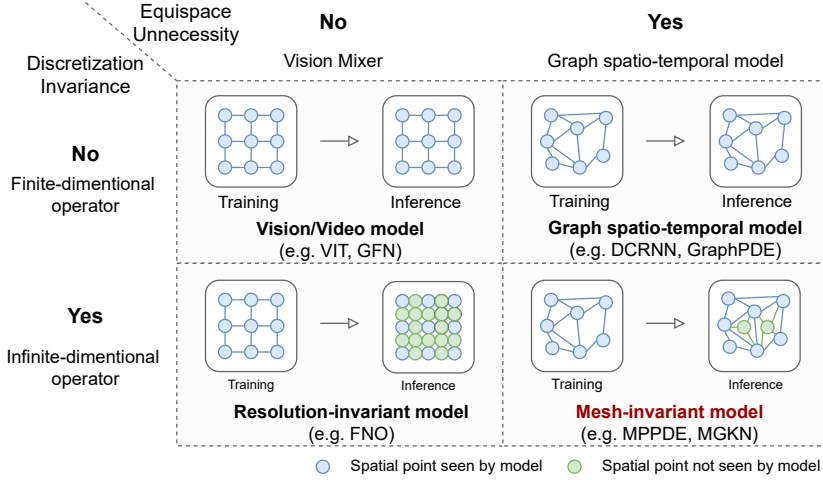 Equispace
Unnecessity
No
Yes
Discretization
Invariance
Vision Mixer
Graph spatio-temporal model
No
Finite-dimentional
operator
Training
Inference
Vision/Video model
(e.g. VIT, GFN)
Training
Inference
Graph spatio-temporal model
(e.g. DCRNN, GraphPDE)
Yes
Infinite-dimentional
operator
Training
Inference
Resolution-invariant model
(e.g. FNO)
Training
Inference
Mesh-invariant model
(e.g. MPPDE, MGKN)
Spatial point seen by model
Spatial point not seen by model